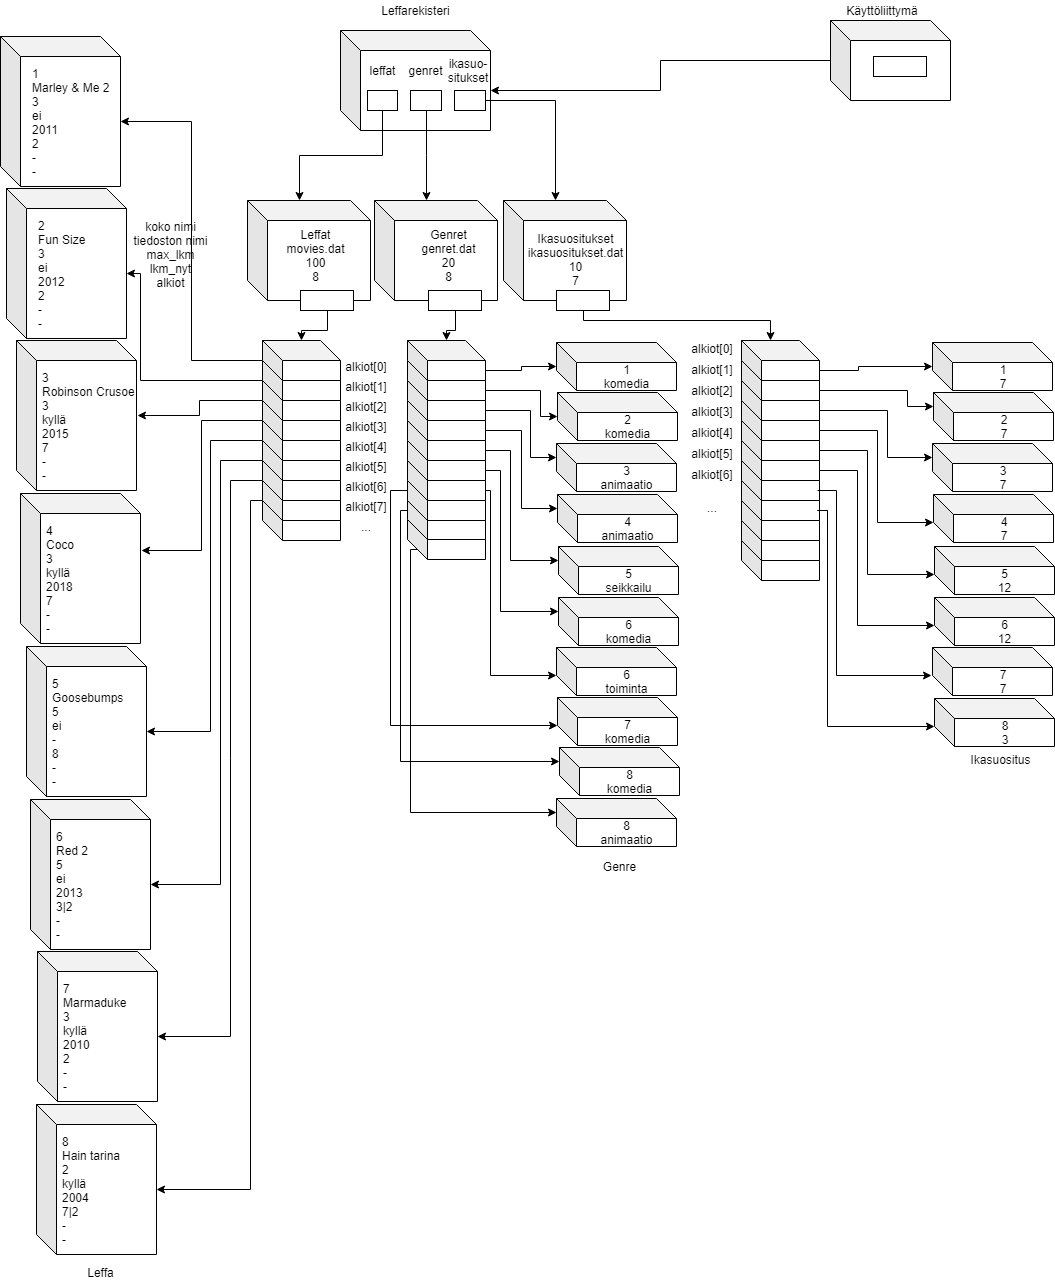 Leffarekisteri
Käyttöliittymä
leffat
genret
ikasuo-
situkset
1
Marley & Me 2
3
ei
2011
2
-
-
2
Fun Size
3
ei
2012
2
-
-
koko nimi
tiedoston nimi
max_lkm
lkm_nyt
alkiot
Leffat
movies.dat
100
8
Genret
genret.dat
20
8
Ikasuositukset
ikasuositukset.dat
10
7
3
Robinson Crusoe
3
kyllä
2015
7
-
-
4
Coco
3
kyllä
2018
7
-
-
5
Goosebumps
5
ei
-
8
-
-
6
Red 2
5
ei
2013
3|2
-
-
7
Marmaduke
3
kyllä
2010
2
-
-
8
Hain tarina
2
kyllä
2004
7|2
-
-
Leffa
alkiot[0]
alkiot[1]
alkiot[2]
alkiot[3]
alkiot[4]
alkiot[5]
alkiot[6]
alkiot[7]
...
1
komedia
2
komedia
3
animaatio
4
animaatio
5
seikkailu
6
komedia
6
toiminta
7
komedia
8
komedia
8
animaatio
Genre
alkiot[0]
alkiot[1]
alkiot[2]
alkiot[3]
alkiot[4]
alkiot[5]
alkiot[6]
...
1
7
2
7
3
7
4
7
5
12
6
12
7
7
8
3
Ikasuositus